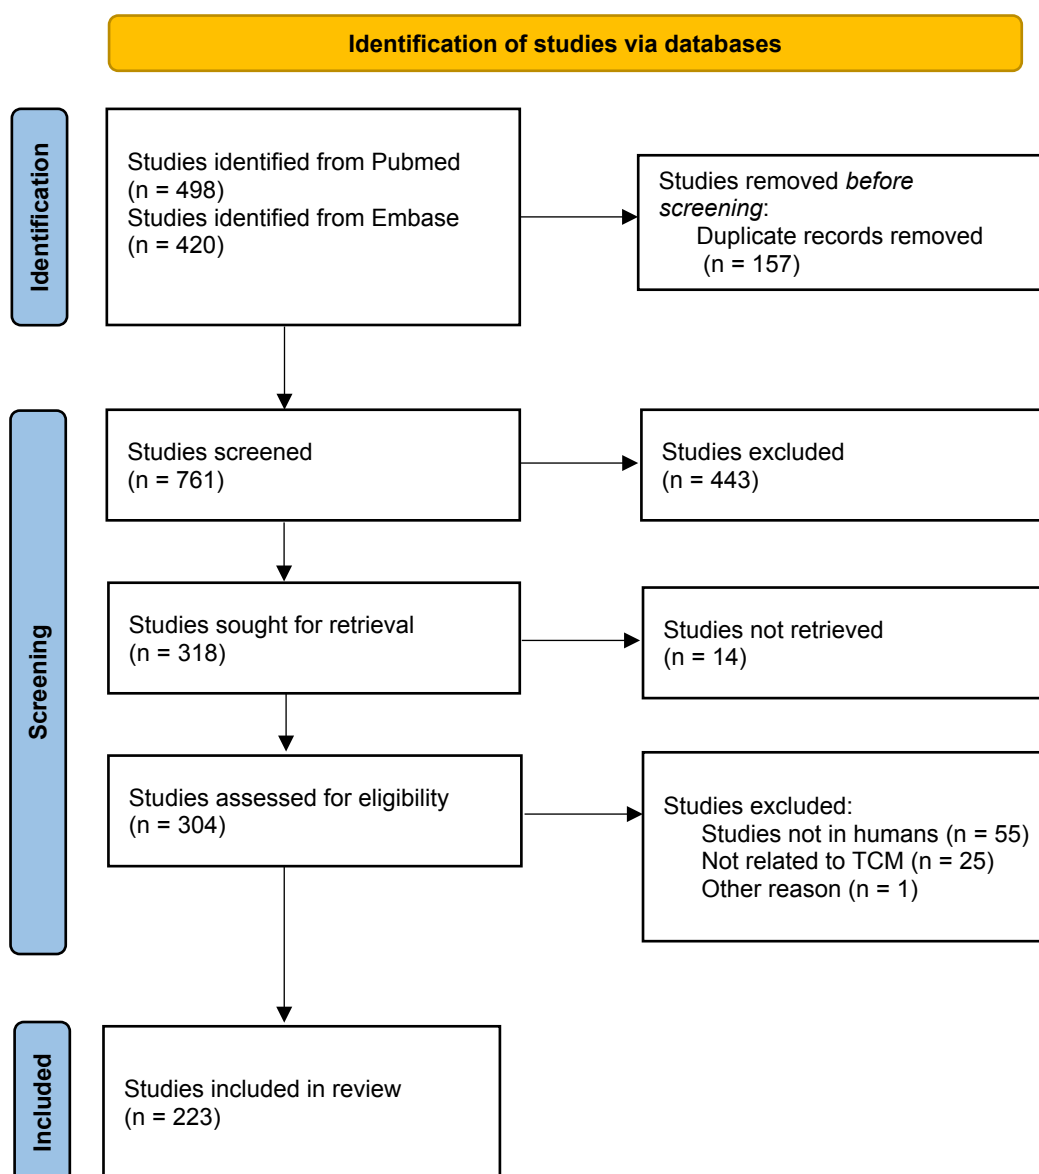 Identification of studies via databases
Identification
Studies identified from Pubmed
(n = 498)
Studies identified from Embase
(n = 420)
Studies removed before
screening:
Duplicate records removed
(n = 157)
Screening
Studies screened
(n = 761)
Studies excluded
(n = 443)
Studies sought for retrieval
(n = 318)
Studies not retrieved
(n = 14)
Studies assessed for eligibility
(n = 304)
Studies excluded:
Studies not in humans (n = 55)
Not related to TCM (n = 25)
Other reason (n = 1)
Included
Studies included in review
(n = 223)